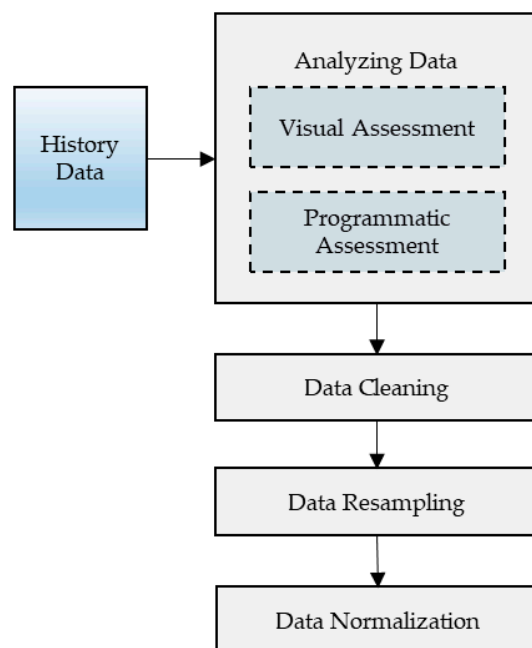 History
Data
Analyzing Data
Visual Assessment
Programmatic
Assessment
Data Cleaning
Data Resampling
Data Normalization